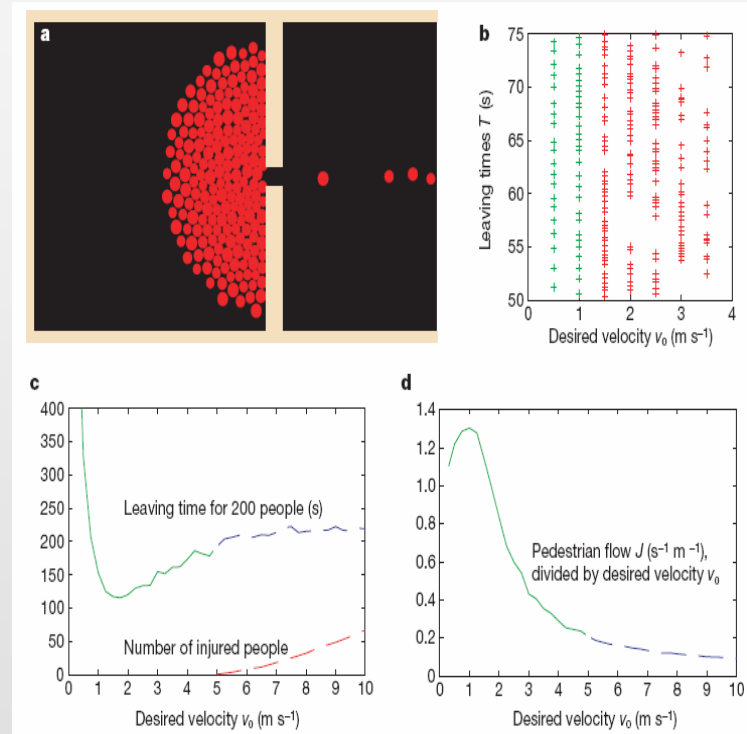 a
b
75
70
65
60
55
50
Leaving times T (s)
0 1 2 3 4
Desired velocity v₀ (m s⁻¹)
c
400
350
300
250
200
150
100
50
0
Leaving time for 200 people (s)
Number of injured people
0 1 2 3 4 5 6 7 8 9 10
Desired velocity v₀ (m s⁻¹)
d
1.4
1.2
1.0
0.8
0.6
0.4
0.2
0
Pedestrian flow J (s⁻¹ m⁻¹),
divided by desired velocity v₀
0 1 2 3 4 5 6 7 8 9 10
Desired velocity v₀ (m s⁻¹)